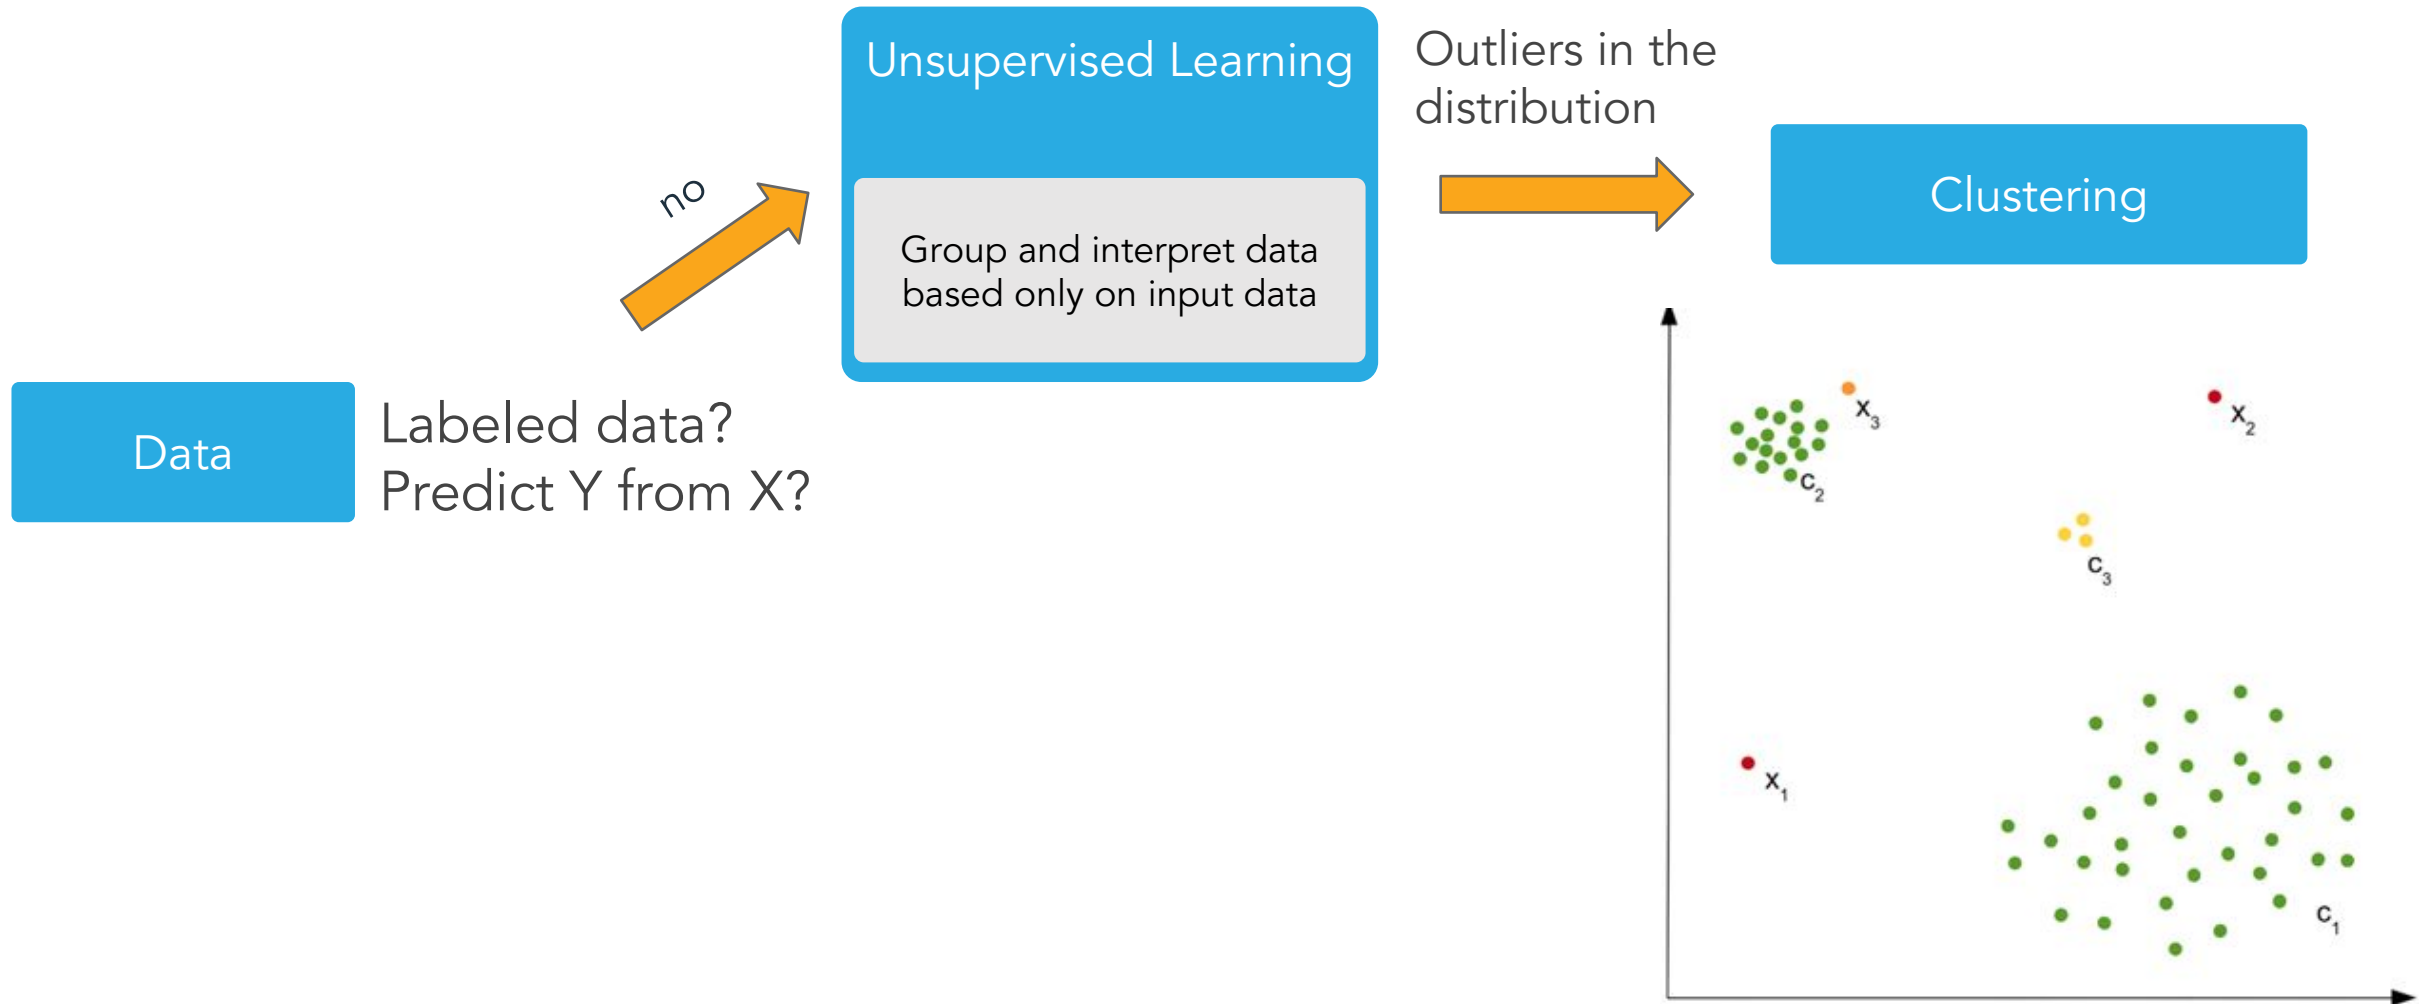 Data
Labeled data?
Predict Y from X?
no
Unsupervised Learning
Group and interpret data
based only on input data
Outliers in the
distribution
Clustering
x₃
x₂
c₂
c₃
x₁
c₁